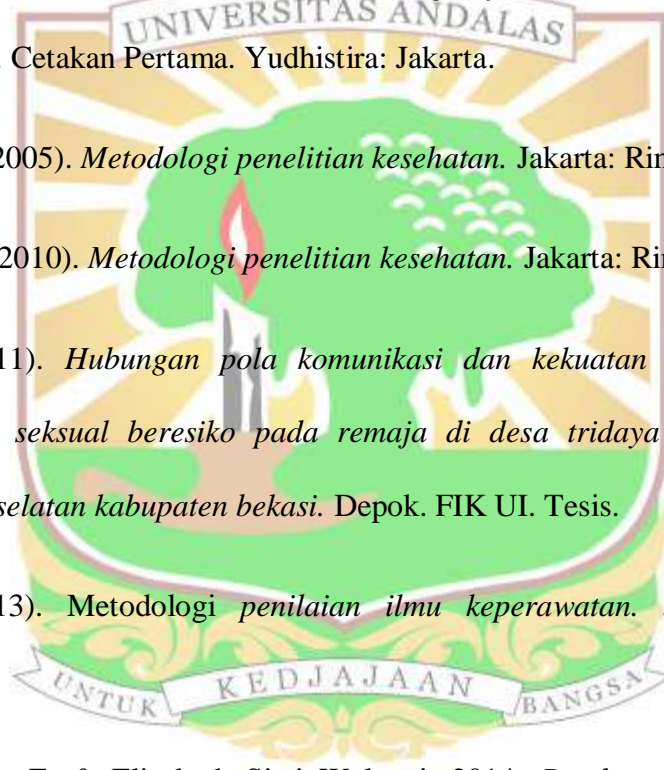 UNIVERSITAS ANDALAS
Cetakan Pertama. Yudhistira: Jakarta.
2005). Metodologi penelitian kesehatan. Jakarta:
2010). Metodologi penelitian kesehatan. Jakarta:
11). Hubungan pola komunikasi dan kekuatan
seksual beresiko pada remaja di desa tridaya
selatan kabupaten bekasi. Depok. FIK UI. Tesis.
13). Metodologi penilaian ilmu keperawatan.
UNTUK KEDJAJAAN BANGSA